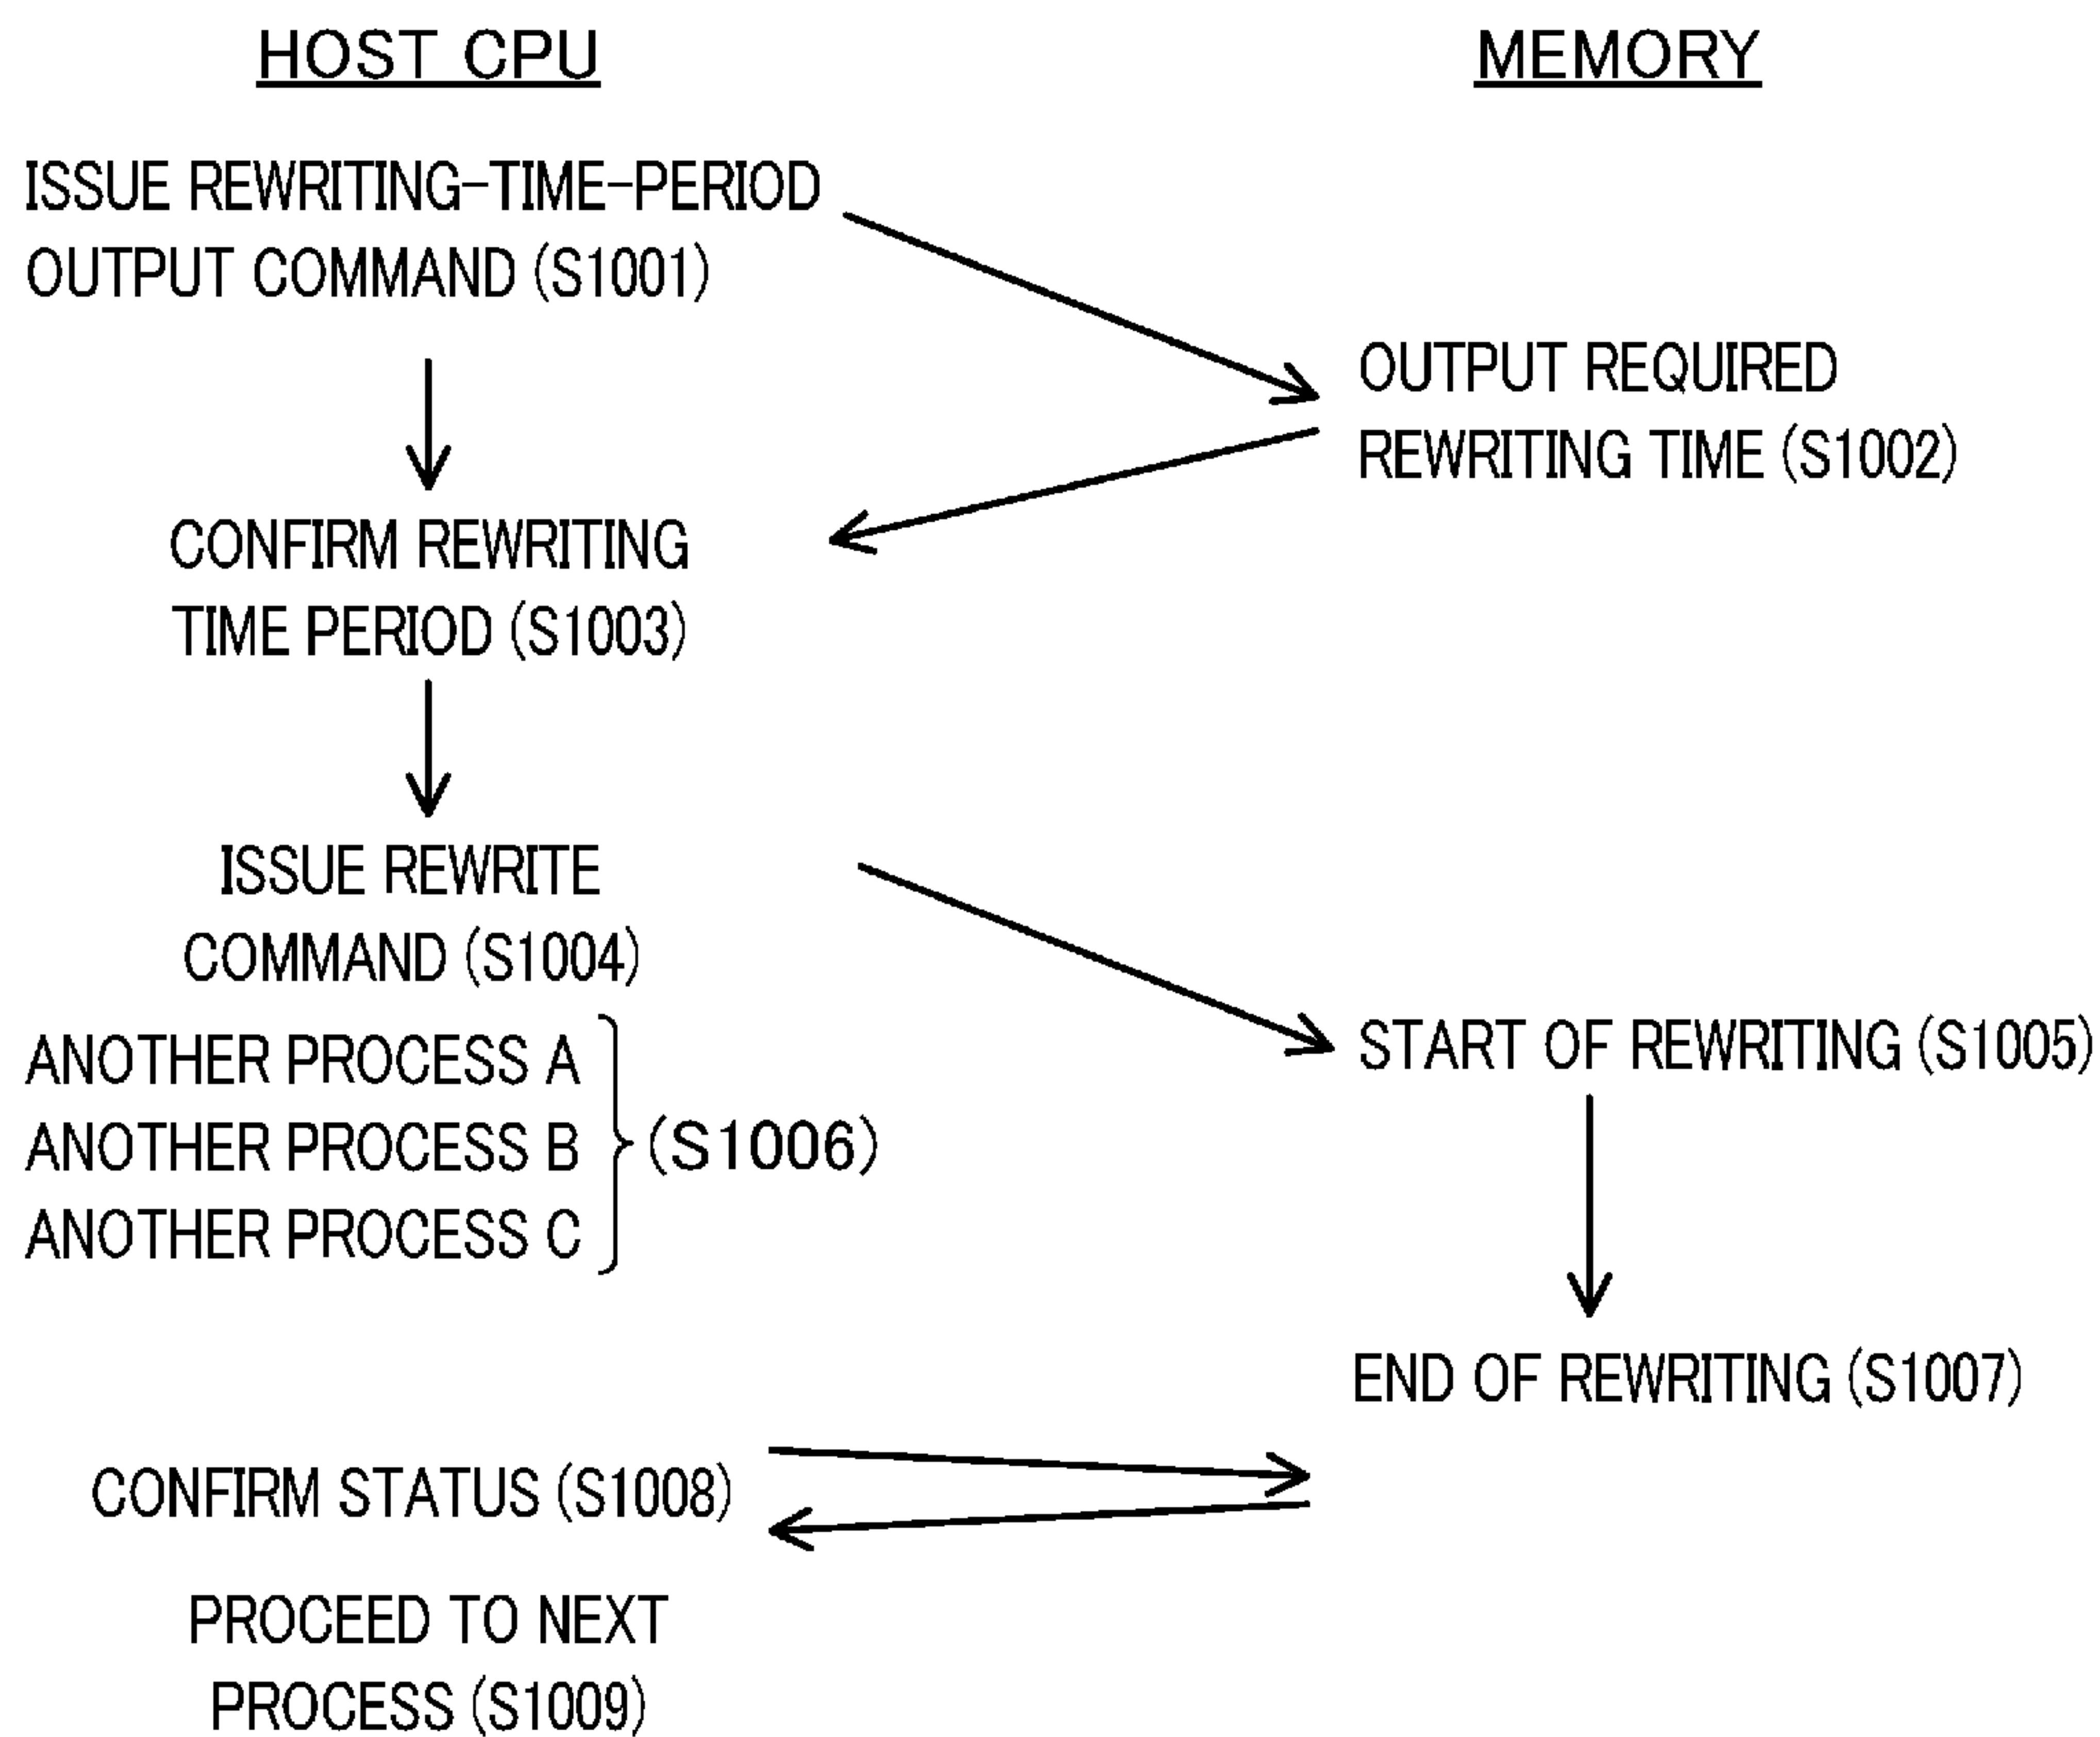 HOST CPU
MEMORY
ISSUE REWRITING-TIME-PERIOD
OUTPUT COMMAND (S1001)
OUTPUT REQUIRED
REWRITING TIME (S1002)
CONFIRM REWRITING
TIME PERIOD (S1003)
ISSUE REWRITE
COMMAND (S1004)
START OF REWRITING (S1005)
ANOTHER PROCESS A
ANOTHER PROCESS B
ANOTHER PROCESS C
(S1006)
END OF REWRITING (S1007)
CONFIRM STATUS (S1008)
PROCEED TO NEXT
PROCESS (S1009)